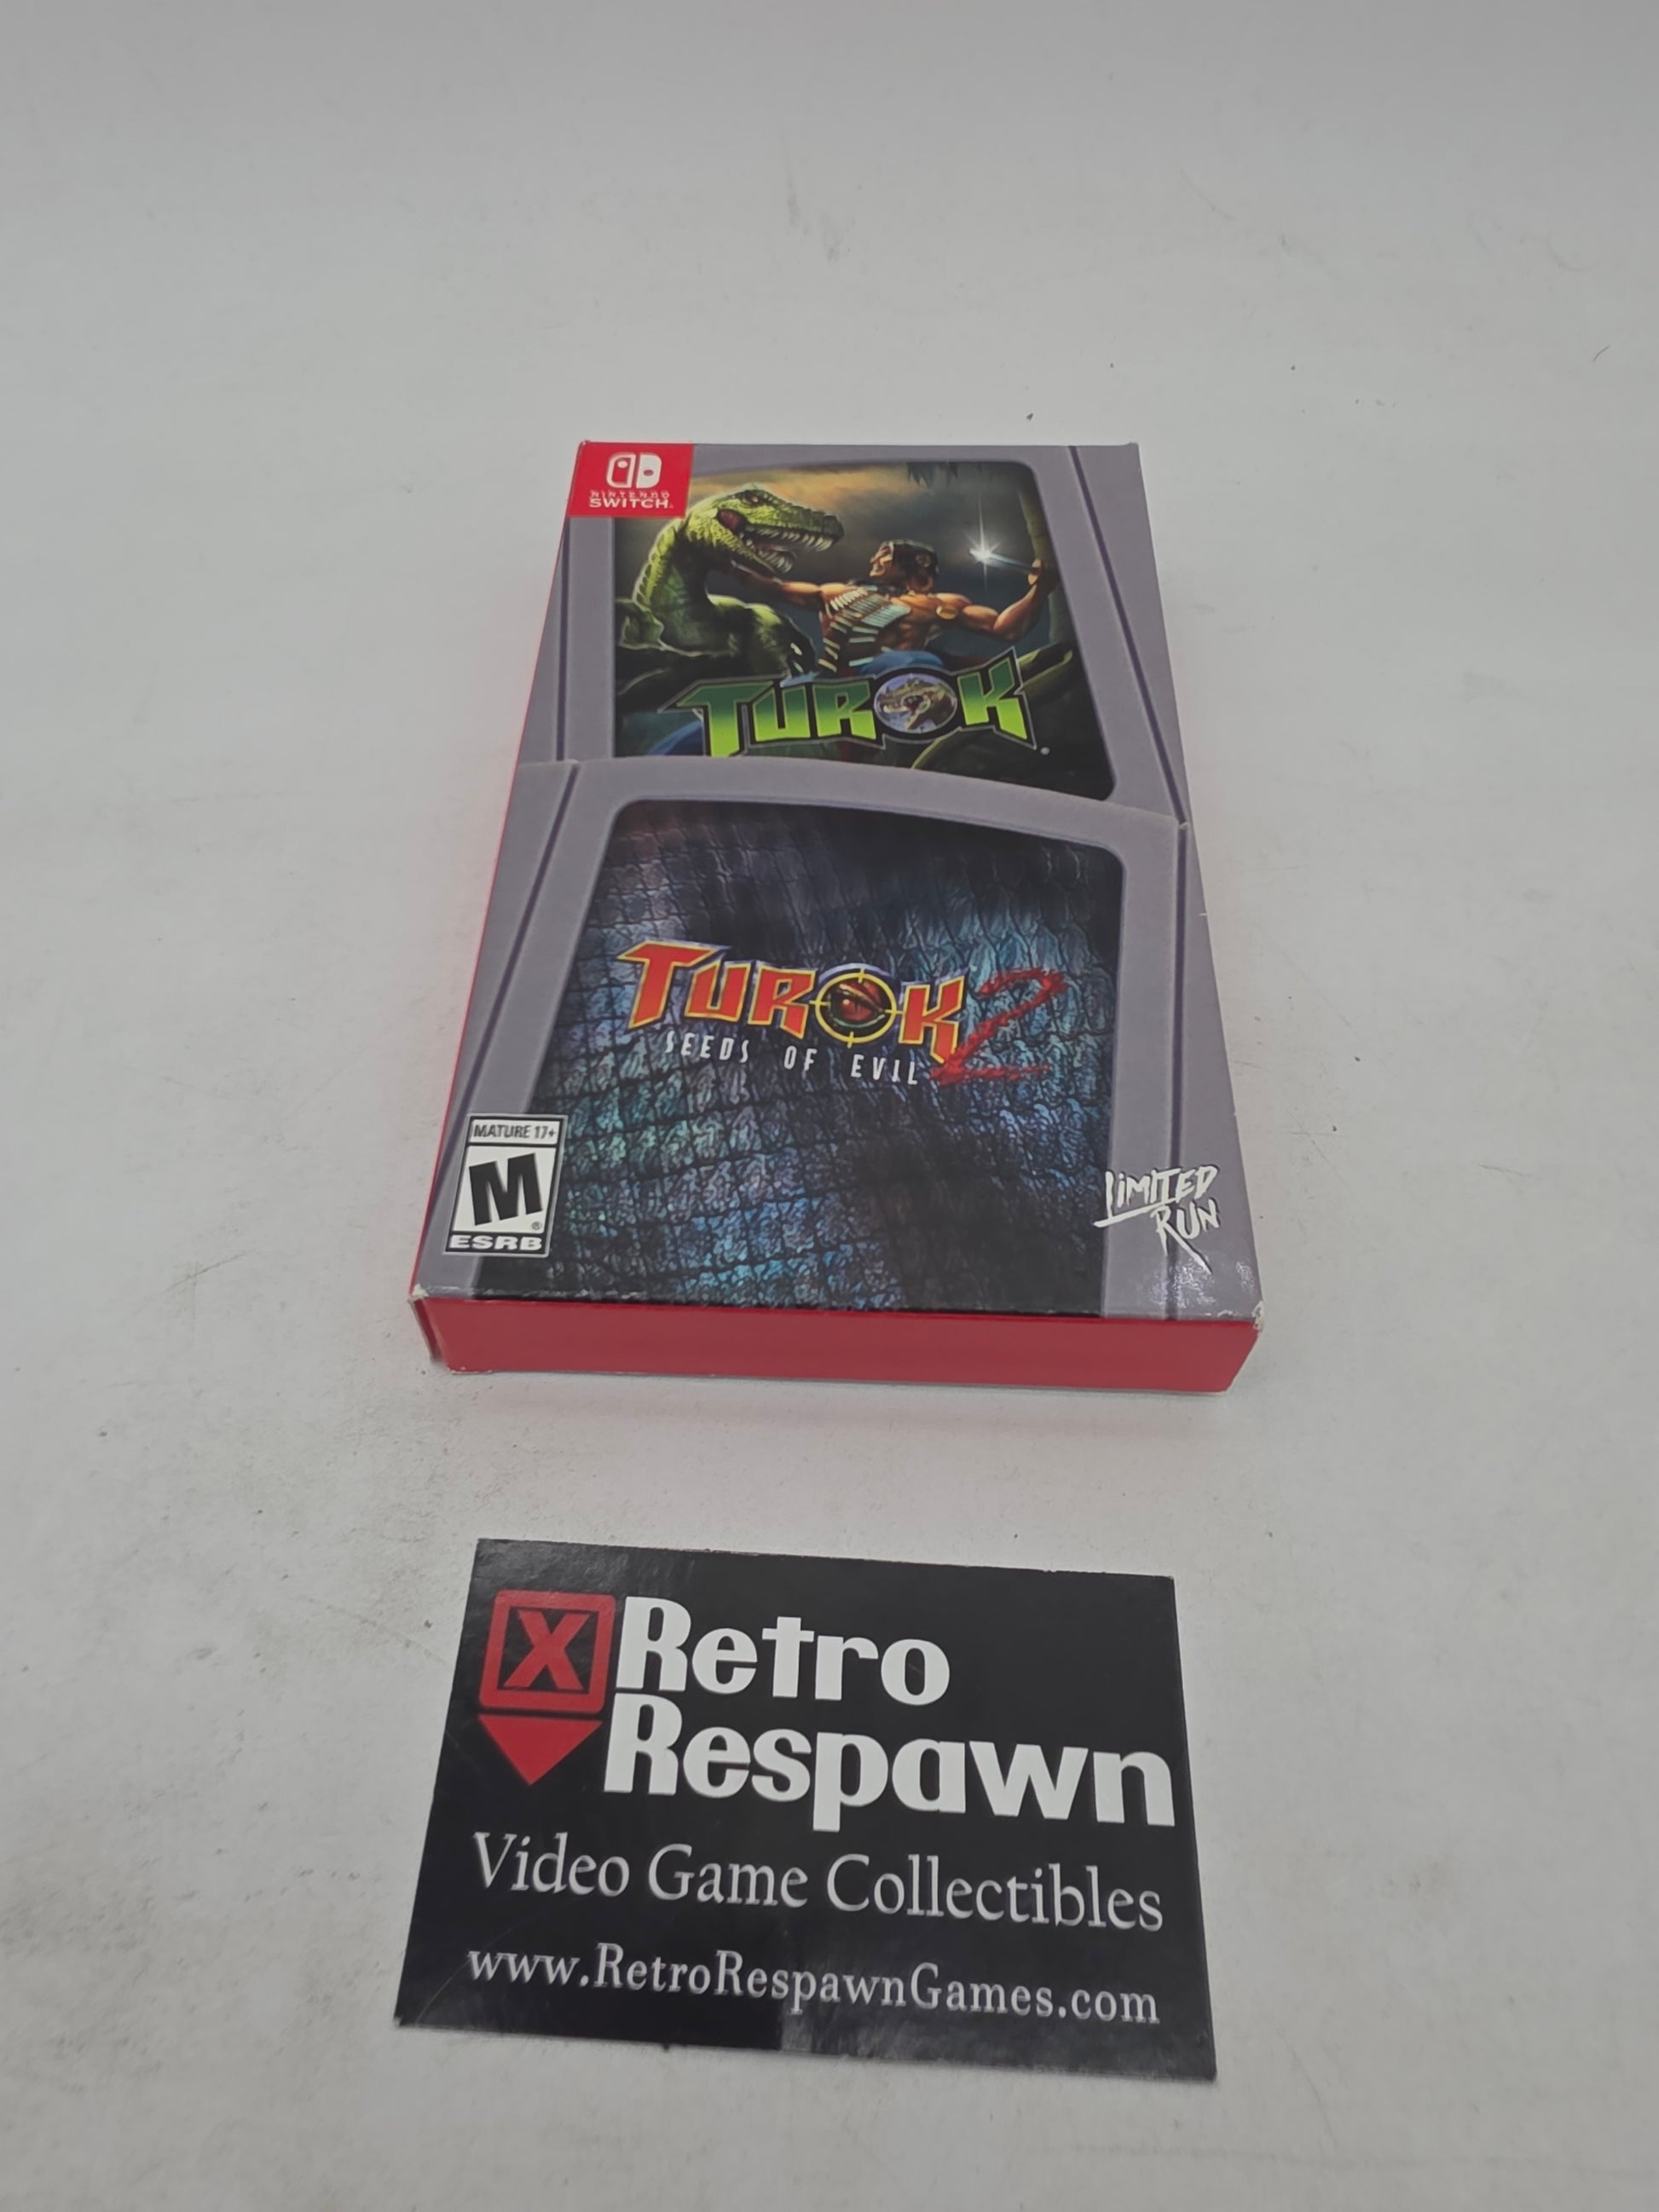 NINTENDO
SWITCH
TUROK
TUROK 2
SEEDS OF EVIL
MATURE 17+
M
ESRB
LIMITED
RUN
X Retro
Respawn
Video Game Collectibles
www.RetroRespawnGames.com